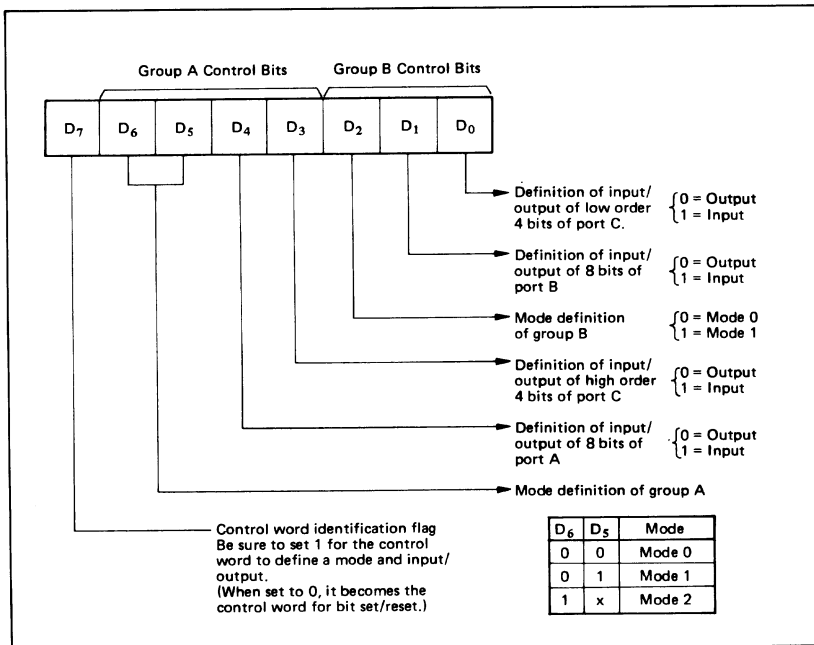 Group A Control Bits Group B Control Bits
D7 D6 D5 D4 D3 D2 D1 D0
Definition of input/
output of low order
4 bits of port C.
0 = Output
1 = Input
Definition of input/
output of 8 bits of
port B
0 = Output
1 = Input
Mode definition
of group B
0 = Mode 0
1 = Mode 1
Definition of input/
output of high order
4 bits of port C
0 = Output
1 = Input
Definition of input/
output of 8 bits of
port A
0 = Output
1 = Input
Mode definition of group A
Control word identification flag
Be sure to set 1 for the control
word to define a mode and input/
output.
(When set to 0, it becomes the
control word for bit set/reset.)
D6 D5 Mode
0 0 Mode 0
0 1 Mode 1
1 x Mode 2